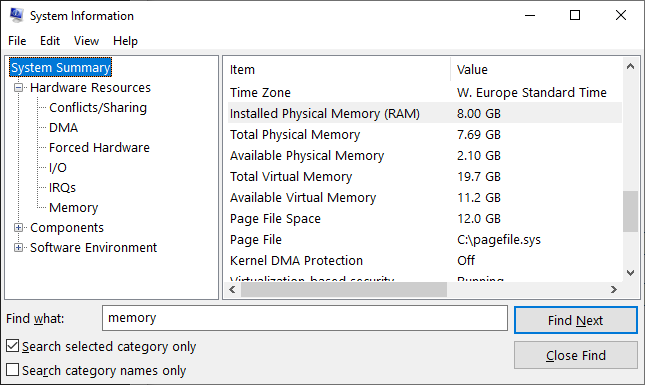 System Information
File Edit View Help
System Summary
Hardware Resources
Conflicts/Sharing
DMA
Forced Hardware
I/O
IRQs
Memory
Components
Software Environment
Item Value
Time Zone W. Europe Standard Time
Installed Physical Memory (RAM) 8.00 GB
Total Physical Memory 7.69 GB
Available Physical Memory 2.10 GB
Total Virtual Memory 19.7 GB
Available Virtual Memory 11.2 GB
Page File Space 12.0 GB
Page File C:\pagefile.sys
Kernel DMA Protection Off
Virtualization-based security Running
Find what: memory
Find Next
Search selected category only
Close Find
Search category names only